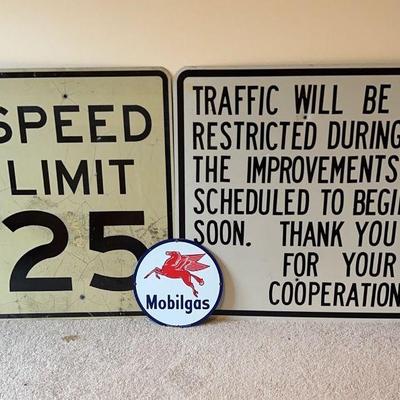 SPEED
LIMIT
25
TRAFFIC WILL BE
RESTRICTED DURING
THE IMPROVEMENTS
SCHEDULED TO BEGIN
SOON. THANK YOU
FOR YOUR
COOPERATION
Mobilgas